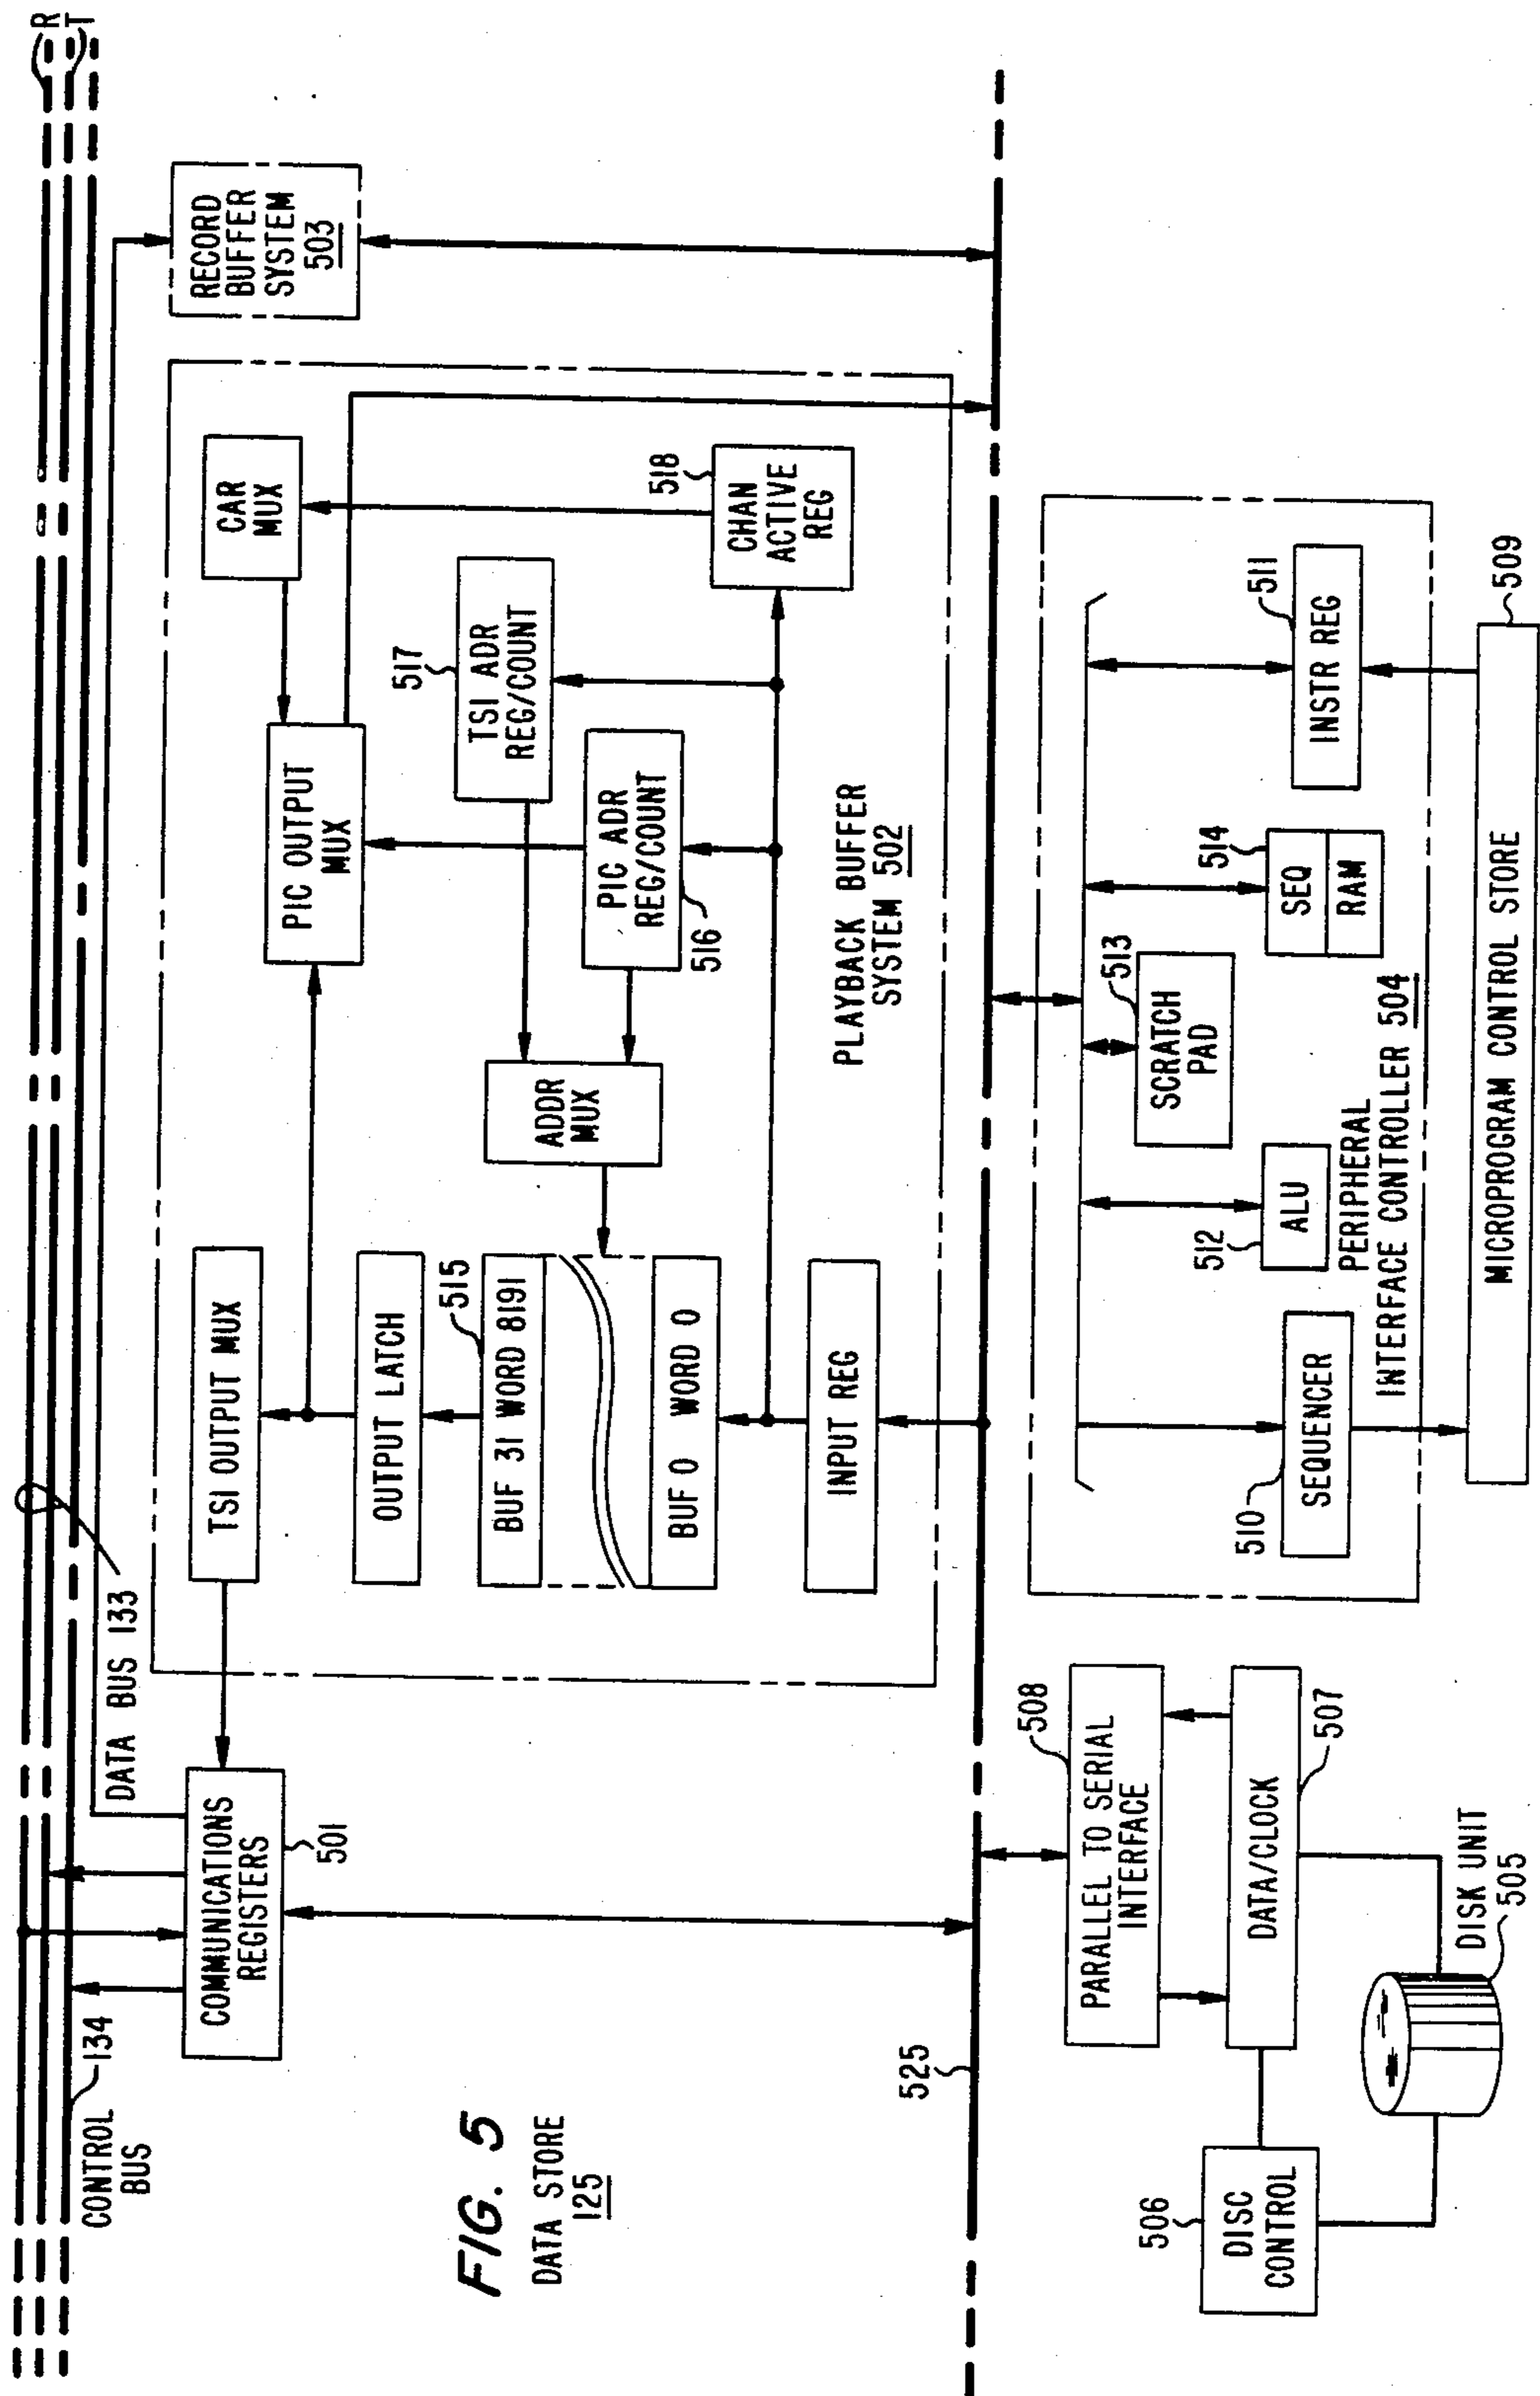 R
T
CONTROL
BUS
134
DATA BUS 133
COMMUNICATIONS
REGISTERS
501
TSI OUTPUT MUX
OUTPUT LATCH
515
BUF 31 WORD 8191
BUF 0 WORD 0
INPUT REG
ADDR
MUX
PIC OUTPUT
MUX
CAR
MUX
517
TSI ADR
REG/COUNT
PIC ADR
REG/COUNT
516
518
CHAN
ACTIVE
REG
PLAYBACK BUFFER
SYSTEM 502
RECORD
BUFFER
SYSTEM
503
FIG. 5
DATA STORE
125
525
506
DISC
CONTROL
508
PARALLEL TO SERIAL
INTERFACE
DATA/CLOCK
507
DISK UNIT
505
510
SEQUENCER
512
ALU
513
SCRATCH
PAD
514
SEQ
RAM
511
INSTR REG
PERIPHERAL
INTERFACE CONTROLLER 504
MICROPROGRAM CONTROL STORE
509